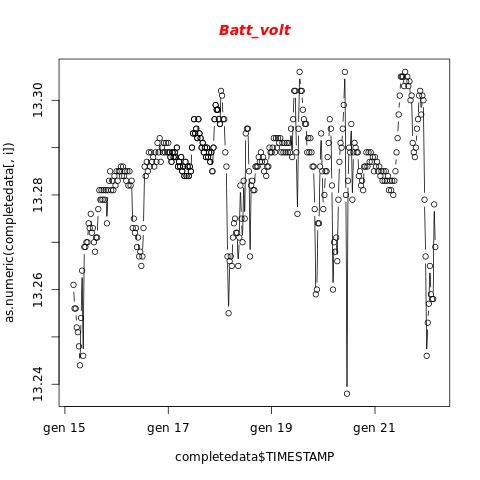 Batt_volt
as.numeric(completedata[, i])
13.30
13.28
13.26
13.24
gen 15
gen 17
gen 19
gen 21
completedata$TIMESTAMP